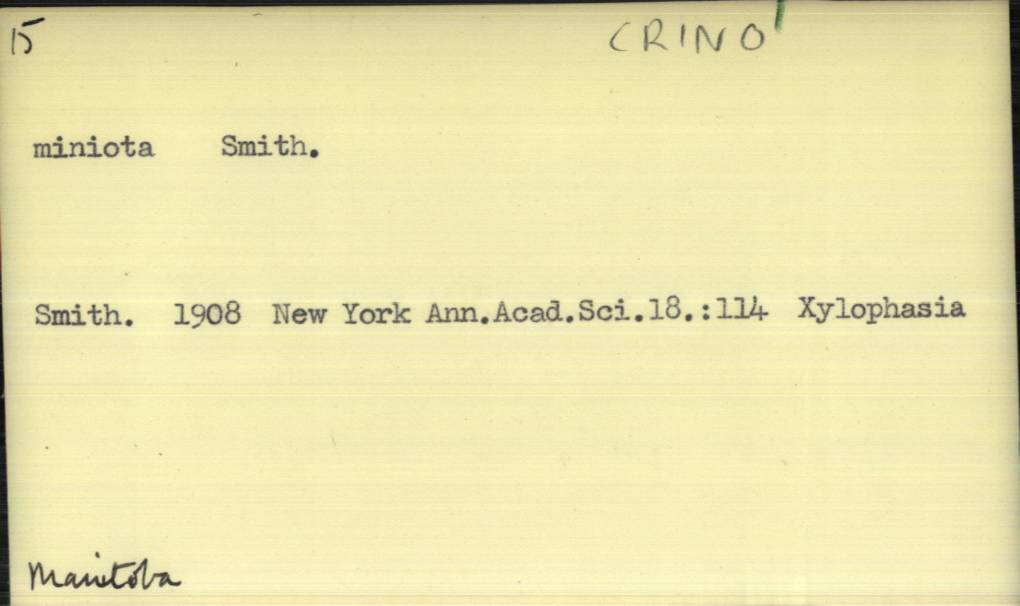 15 CRINO
miniota Smith.
Smith. 1908 New York Ann.Acad.Sci.18.:114 Xylophasia
Manitoba